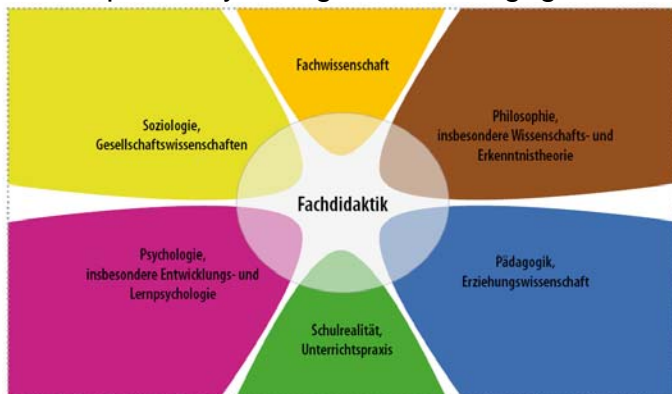 Fachwissenschaft
Soziologie,
Gesellschaftswissenschaften
Philosophie,
insbesondere Wissenschafts- und
Erkenntnistheorie
Fachdidaktik
Psychologie,
insbesondere Entwicklungs- und
Lernpsychologie
Pädagogik,
Erziehungswissenschaft
Schulrealität,
Unterrichtspraxis